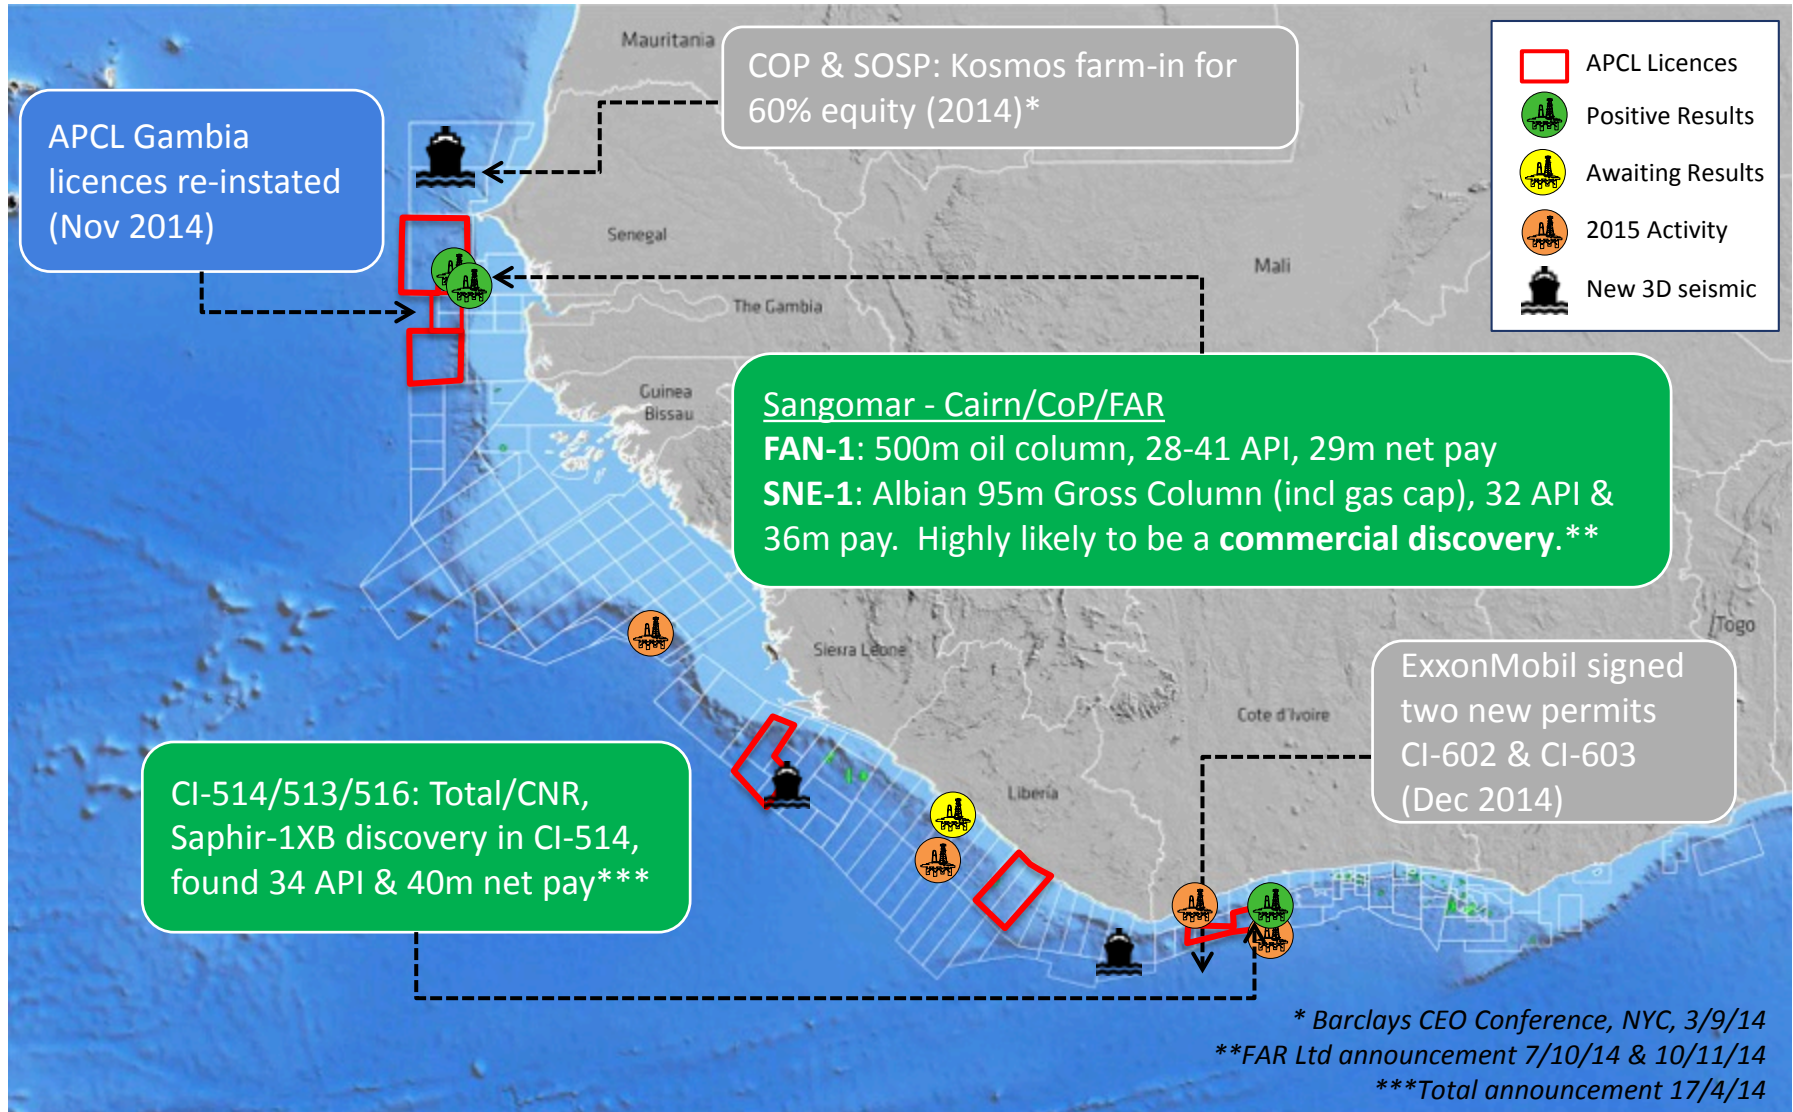 Mauritania
COP & SOSP: Kosmos farm-in for
60% equity (2014)*
APCL Licences
Positive Results
Awaiting Results
2015 Activity
New 3D seismic
APCL Gambia
licences re-instated
(Nov 2014)
Senegal
Mali
The Gambia
Guinea
Bissau
Sangomar - Cairn/CoP/FAR
FAN-1: 500m oil column, 28-41 API, 29m net pay
SNE-1: Albian 95m Gross Column (incl gas cap), 32 API &
36m pay.  Highly likely to be a commercial discovery.**
Togo
Sierra Leone
ExxonMobil signed
two new permits
CI-602 & CI-603
(Dec 2014)
Cote d'Ivoire
Liberia
CI-514/513/516: Total/CNR,
Saphir-1XB discovery in CI-514,
found 34 API & 40m net pay***
* Barclays CEO Conference, NYC, 3/9/14
**FAR Ltd announcement 7/10/14 & 10/11/14
***Total announcement 17/4/14